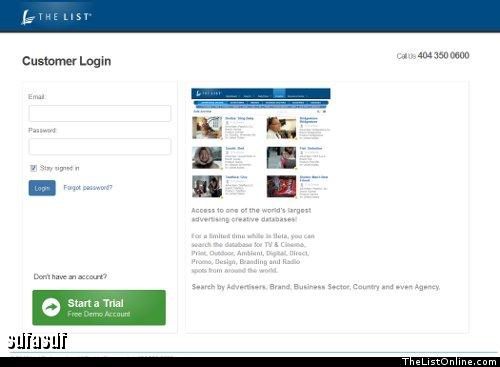 THE LIST
Customer Login
Call Us 404 350 0600
Email:
Password:
Stay signed in
Login
Forgot password?
THE LIST
Access to one of the world's largest
advertising creative databases!
For a limited time while in Beta, you can
search the database for TV & Cinema,
Print, Outdoor, Ambient, Digital, Direct,
Promo, Design, Branding and Radio
spots from around the world.
Search by Advertisers, Brand, Business Sector, Country and even Agency.
Don't have an account?
Start a Trial
Free Demo Account
sufasuf
TheListOnline.com